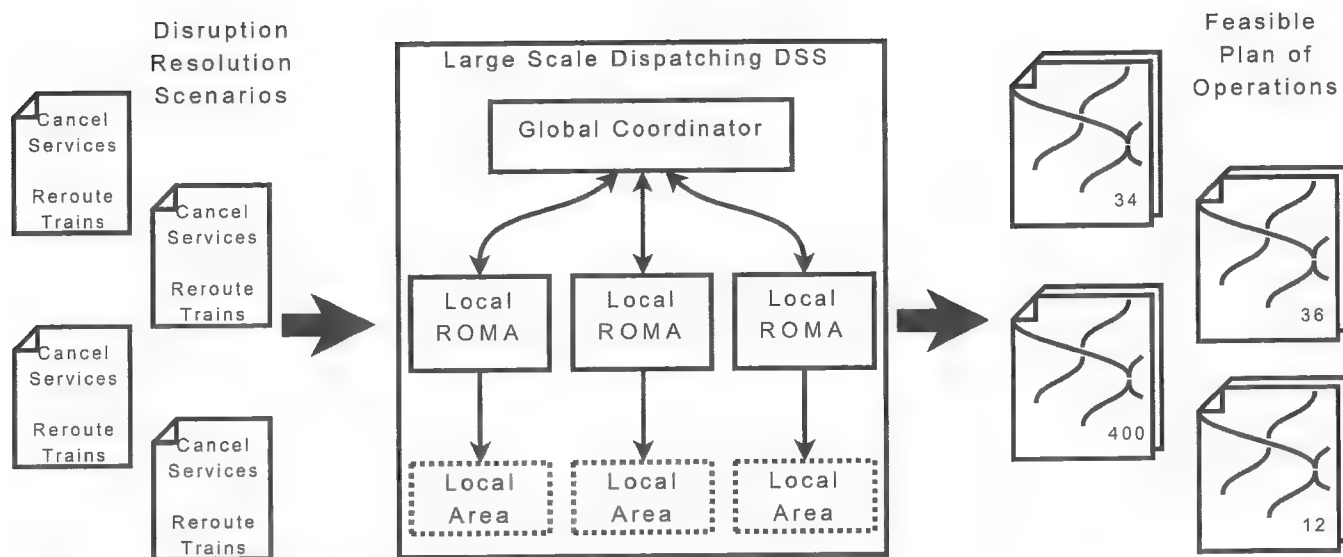 Disruption
Resolution
Scenarios
Cancel
Services
Reroute
Trains
Cancel
Services
Reroute
Trains
Cancel
Services
Reroute
Trains
Cancel
Services
Reroute
Trains
Large Scale Dispatching DSS
Global Coordinator
Local
ROMA
Local
ROMA
Local
ROMA
Local
Area
Local
Area
Local
Area
Feasible
Plan of
Operations
34
36
400
12